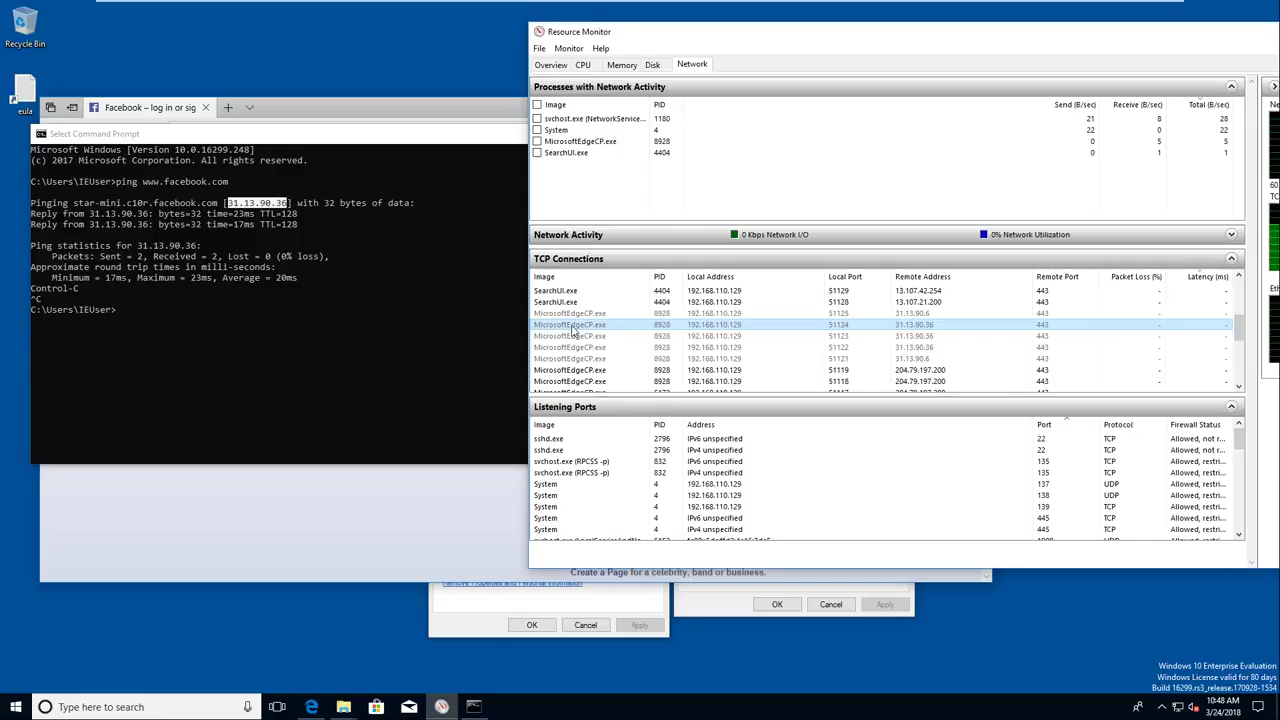 Recycle Bin
eula
Facebook – log in or sig
Select Command Prompt
Microsoft Windows [Version 10.0.16299.248]
(c) 2017 Microsoft Corporation. All rights reserved.
C:\Users\IEUser>ping www.facebook.com
Pinging star-mini.c10r.facebook.com [31.13.90.36] with 32 bytes of data:
Reply from 31.13.90.36: bytes=32 time=23ms TTL=128
Reply from 31.13.90.36: bytes=32 time=17ms TTL=128
Ping statistics for 31.13.90.36:
Packets: Sent = 2, Received = 2, Lost = 0 (0% loss),
Approximate round trip times in milli-seconds:
Minimum = 17ms, Maximum = 23ms, Average = 20ms
Control-C
^C
C:\Users\IEUser>
Resource Monitor
File Monitor Help
Overview CPU Memory Disk Network
Processes with Network Activity
Image PID Send (B/sec) Receive (B/sec) Total (B/sec)
svchost.exe (NetworkService... 1180 21 8 28
System 4 22 0 22
MicrosoftEdgeCP.exe 8928 0 5 5
SearchUI.exe 4404 0 1 1
Network Activity 0 Kbps Network I/O 0% Network Utilization
TCP Connections
Image PID Local Address Local Port Remote Address Remote Port Packet Loss (%) Latency (ms)
SearchUI.exe 4404 192.168.110.129 51129 13.107.42.254 443 - -
SearchUI.exe 4404 192.168.110.129 51128 13.107.21.200 443 - -
MicrosoftEdgeCP.exe 8928 192.168.110.129 51125 31.13.90.6 443 - -
MicrosoftEdgeCP.exe 8928 192.168.110.129 51124 31.13.90.36 443 - -
MicrosoftEdgeCP.exe 8928 192.168.110.129 51123 31.13.90.36 443 - -
MicrosoftEdgeCP.exe 8928 192.168.110.129 51122 31.13.90.36 443 - -
MicrosoftEdgeCP.exe 8928 192.168.110.129 51121 31.13.90.6 443 - -
MicrosoftEdgeCP.exe 8928 192.168.110.129 51119 204.79.197.200 443 - -
MicrosoftEdgeCP.exe 8928 192.168.110.129 51118 204.79.197.200 443 - -
Listening Ports
Image PID Address Port Protocol Firewall Status
sshd.exe 2796 IPv6 unspecified 22 TCP Allowed, not r...
sshd.exe 2796 IPv4 unspecified 22 TCP Allowed, not r...
svchost.exe (RPCSS -p) 832 IPv6 unspecified 135 TCP Allowed, restri...
svchost.exe (RPCSS -p) 832 IPv4 unspecified 135 TCP Allowed, restri...
System 4 192.168.110.129 137 UDP Allowed, restri...
System 4 192.168.110.129 138 UDP Allowed, restri...
System 4 192.168.110.129 139 TCP Allowed, restri...
System 4 IPv6 unspecified 445 TCP Allowed, restri...
System 4 IPv4 unspecified 445 TCP Allowed, restri...
Ne
60
TC
Eth
Create a Page for a celebrity, band or business.
Remove Properties and Personal Information
OK Cancel Apply
OK Cancel Apply
Windows 10 Enterprise Evaluation
Windows License valid for 80 days
Build 16299.rs3_release.170928-1534
Type here to search
10:48 AM
3/24/2018